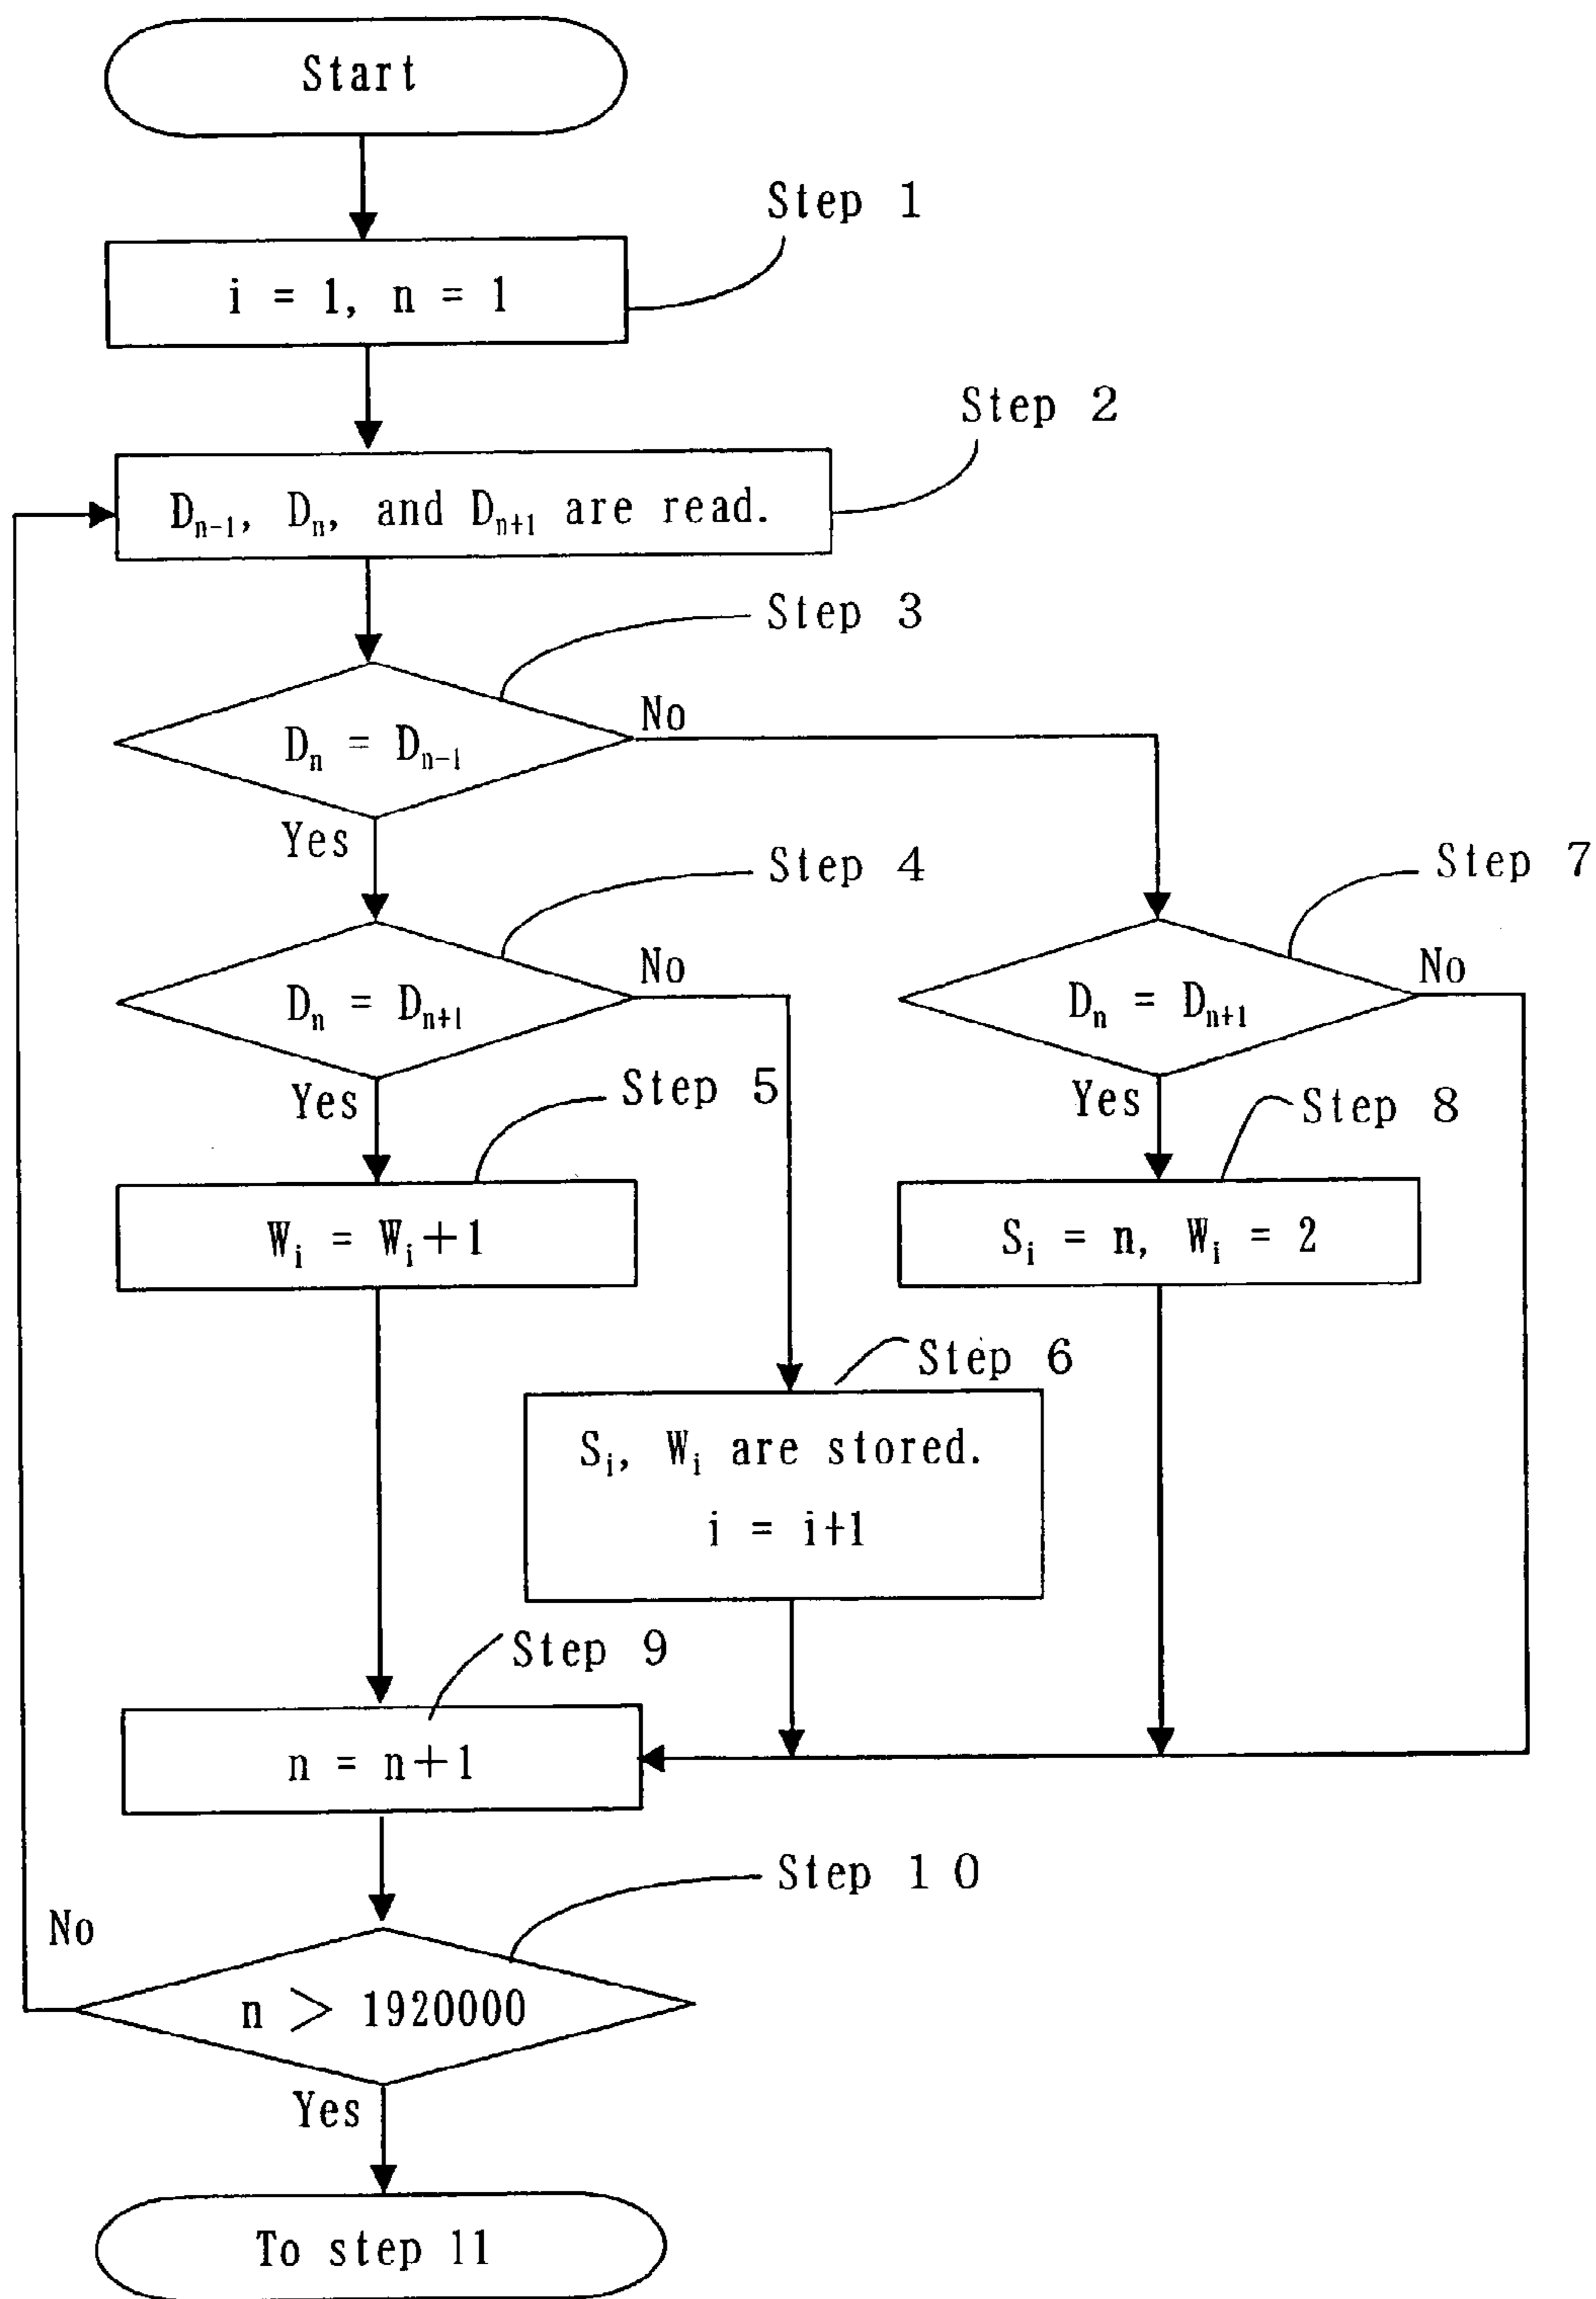 Start
Step 1
i = 1, n = 1
Step 2
Dₙ₋₁, Dₙ, and Dₙ₊₁ are read.
Step 3
Dₙ = Dₙ₋₁
No
Yes
Step 4
Step 7
Dₙ = Dₙ₊₁
No
Dₙ = Dₙ₊₁
No
Yes
Step 5
Yes
Step 8
Wᵢ = Wᵢ+1
Sᵢ = n, Wᵢ = 2
Step 6
Sᵢ, Wᵢ are stored.
i = i+1
Step 9
n = n+1
Step 10
No
n > 1920000
Yes
To step 11